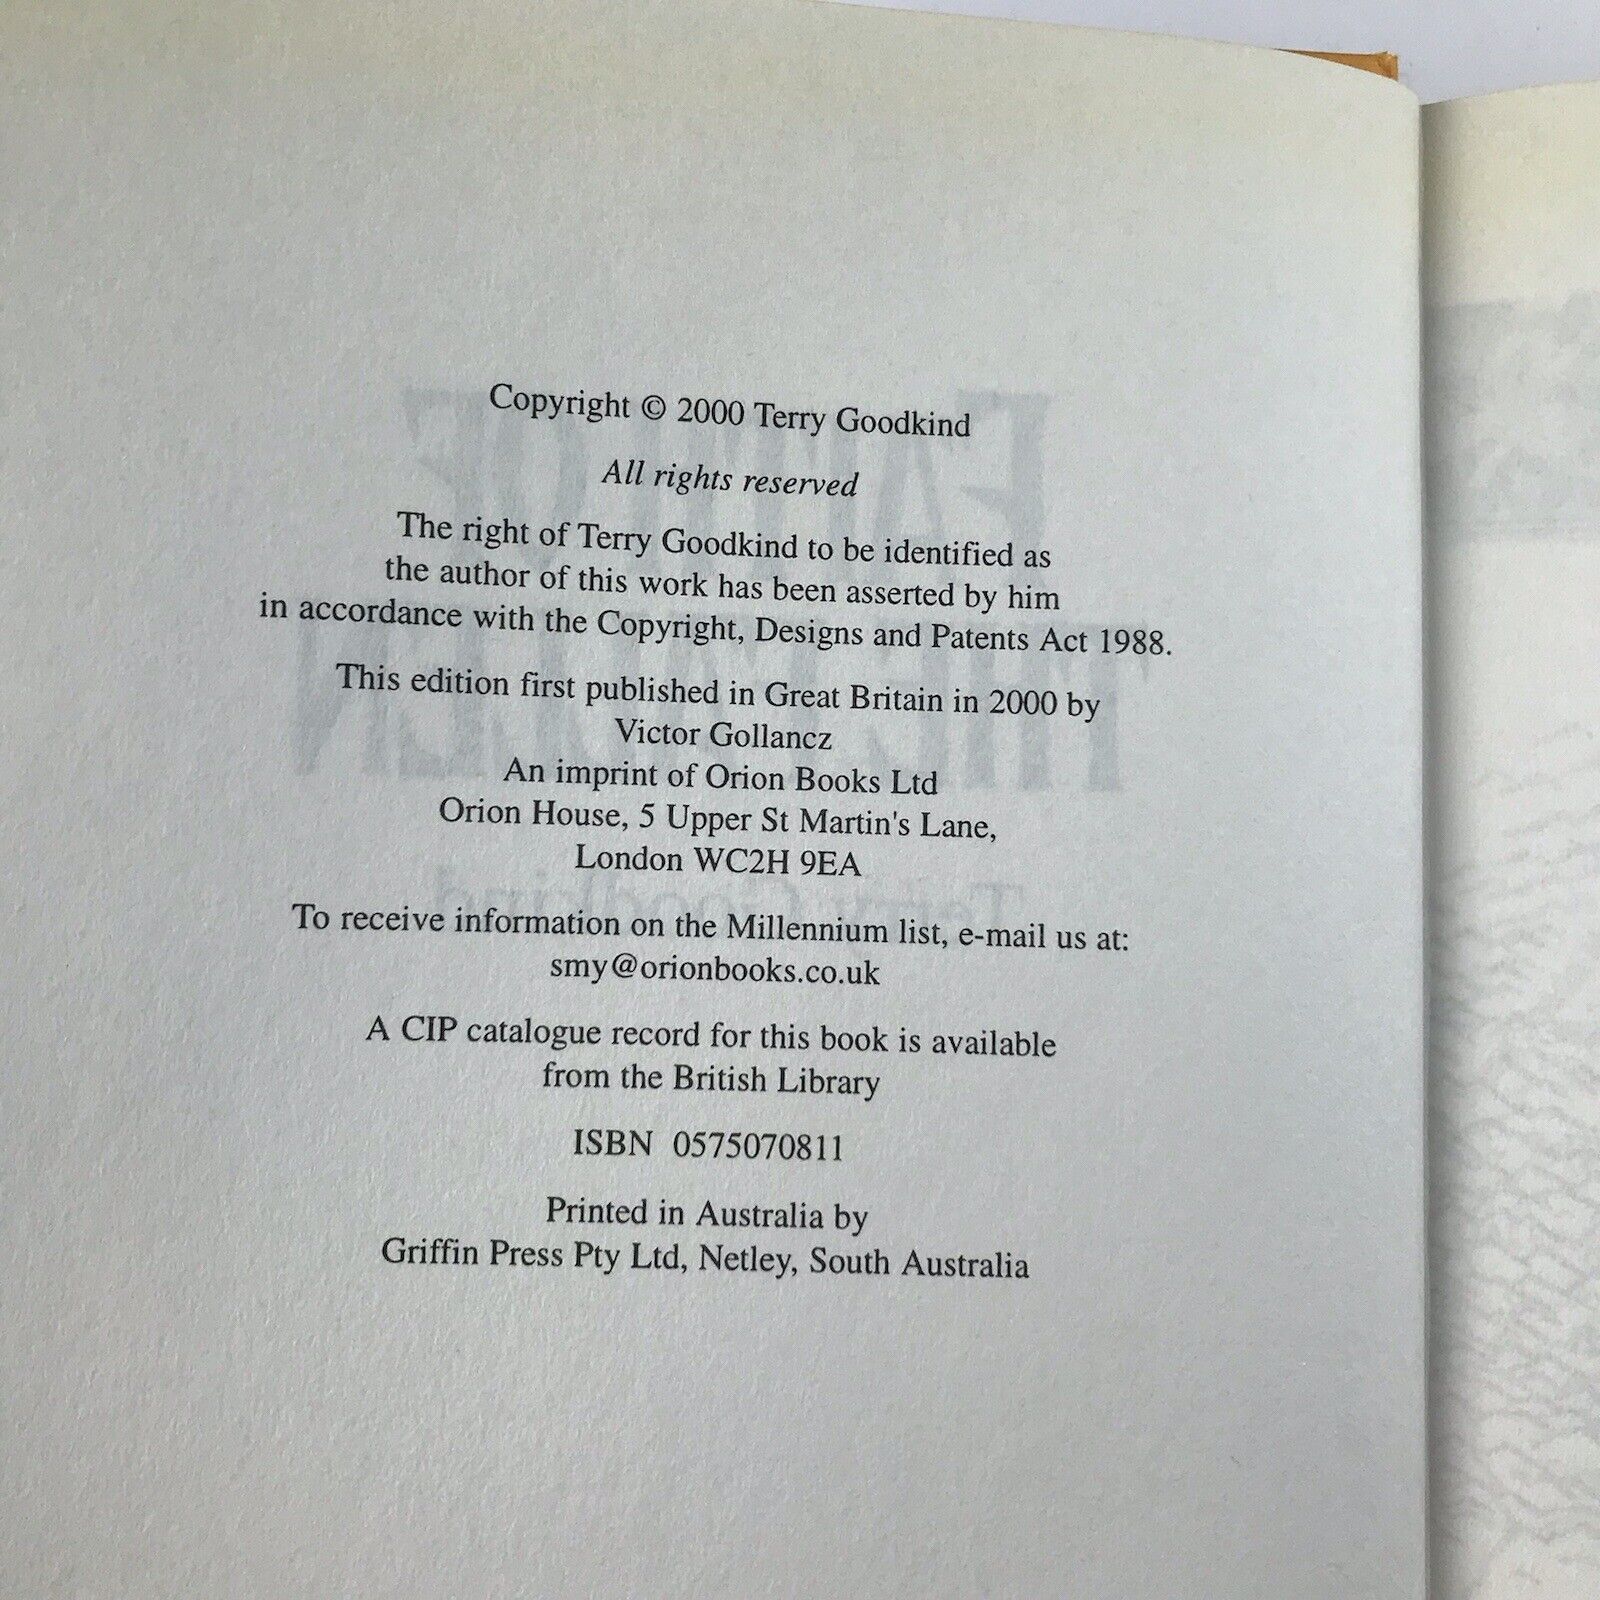 Copyright © 2000 Terry Goodkind
All rights reserved
The right of Terry Goodkind to be identified as
the author of this work has been asserted by him
in accordance with the Copyright, Designs and Patents Act 1988.
This edition first published in Great Britain in 2000 by
Victor Gollancz
An imprint of Orion Books Ltd
Orion House, 5 Upper St Martin's Lane,
London WC2H 9EA
To receive information on the Millennium list, e-mail us at:
smy@orionbooks.co.uk
A CIP catalogue record for this book is available
from the British Library
ISBN 0575070811
Printed in Australia by
Griffin Press Pty Ltd, Netley, South Australia